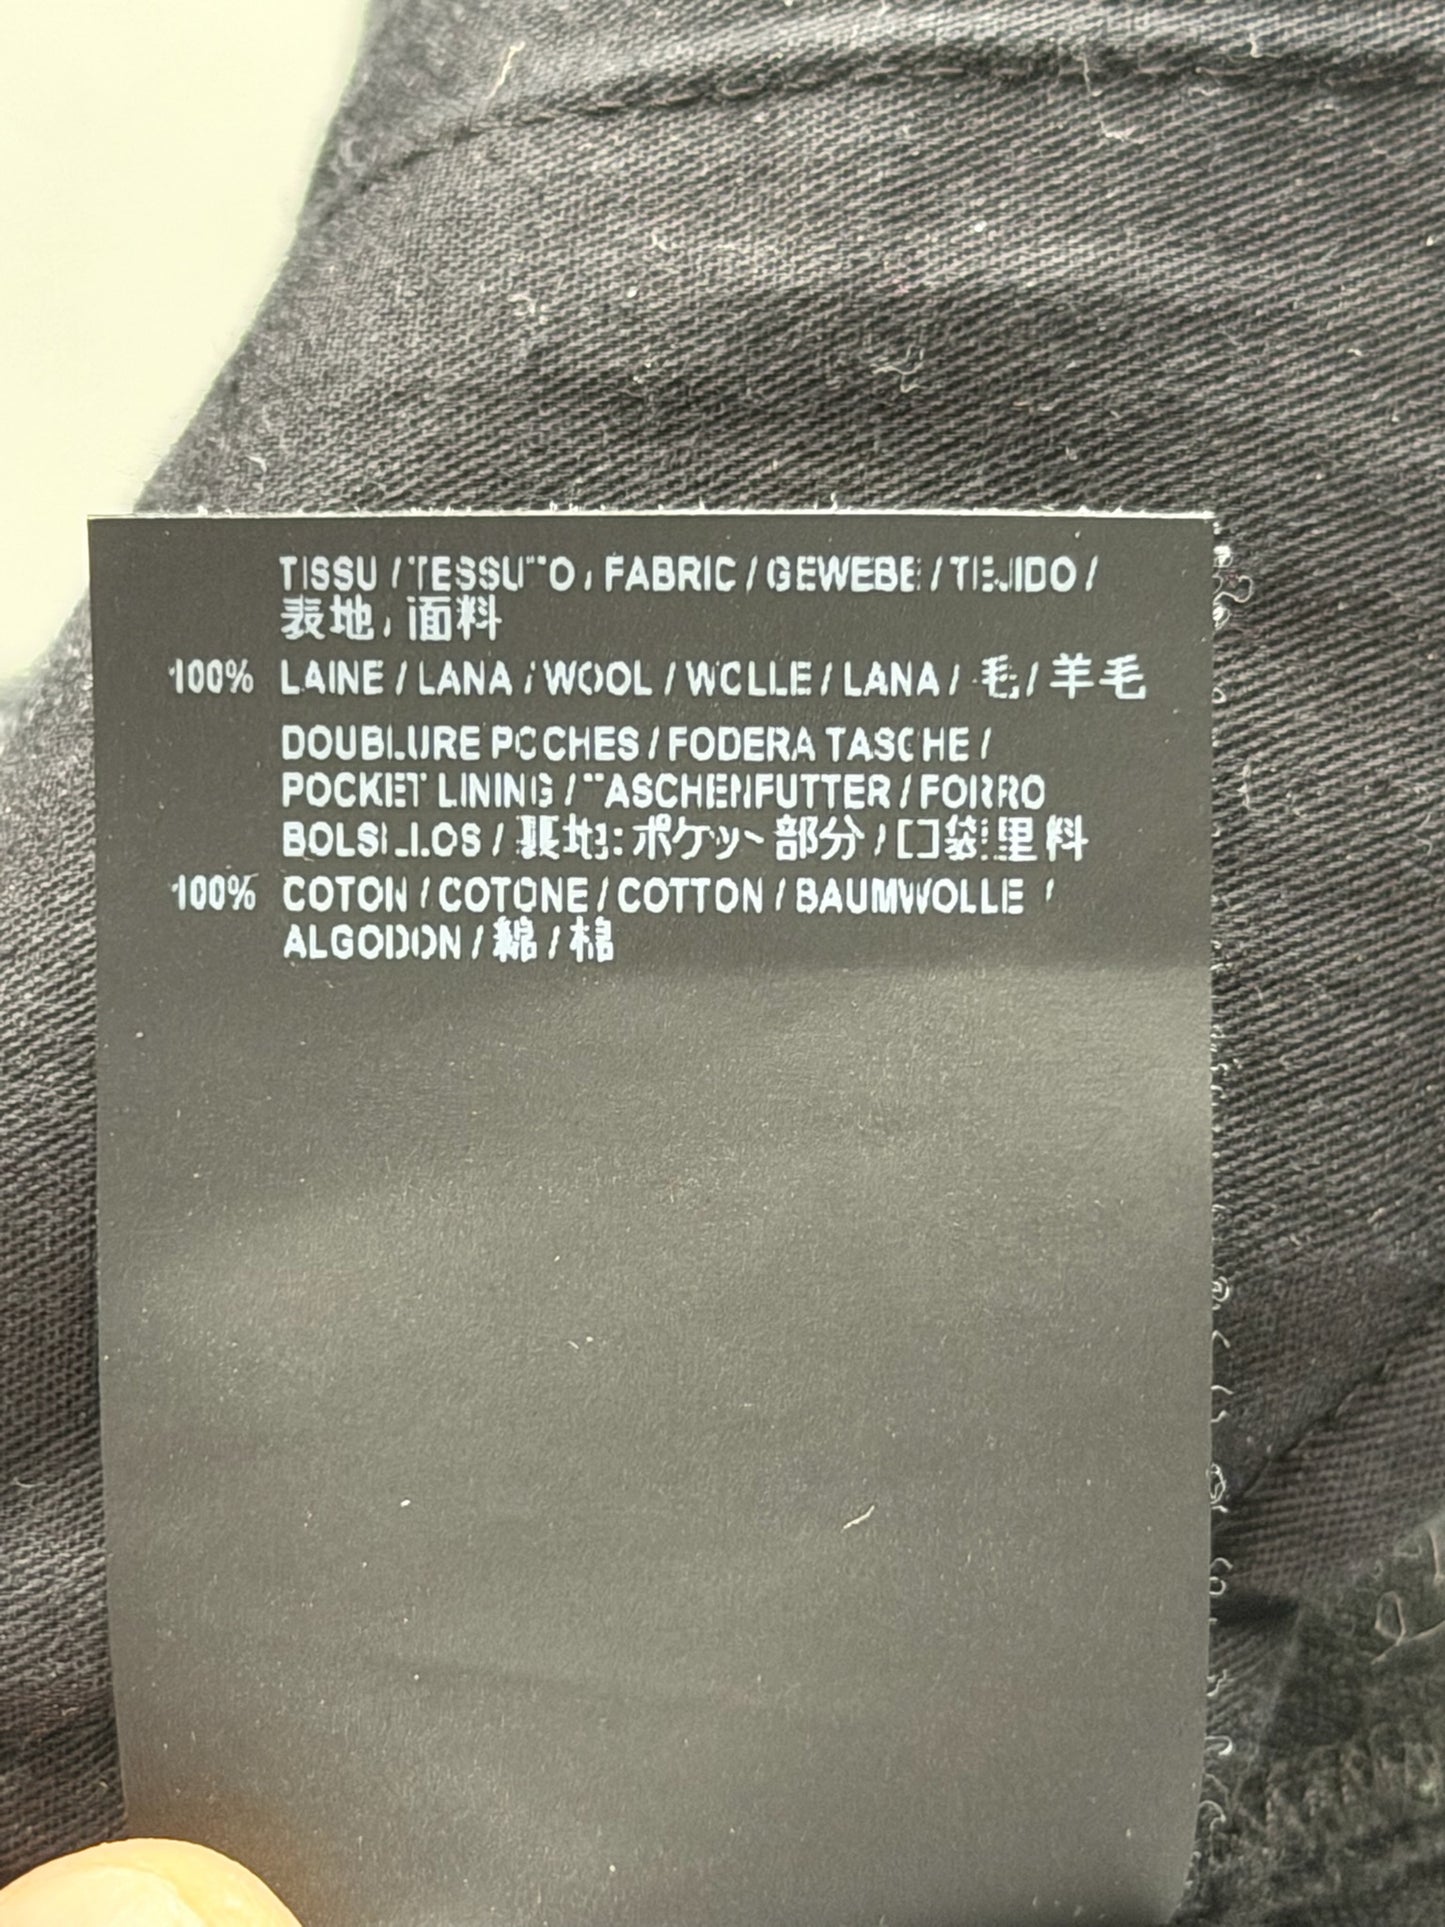 TISSU / TESSUTO / FABRIC / GEWEBE / TEJIDO /
表地 / 面料
100% LAINE / LANA / WOOL / WOLLE / LANA / 毛 / 羊毛
DOUBLURE POCHES / FODERA TASCHE /
POCKET LINING / TASCHENFUTTER / FORRO
BOLSILLOS / 裏地:ポケット部分 / 口袋里料
100% COTON / COTONE / COTTON / BAUMWOLLE /
ALGODON / 綿 / 棉